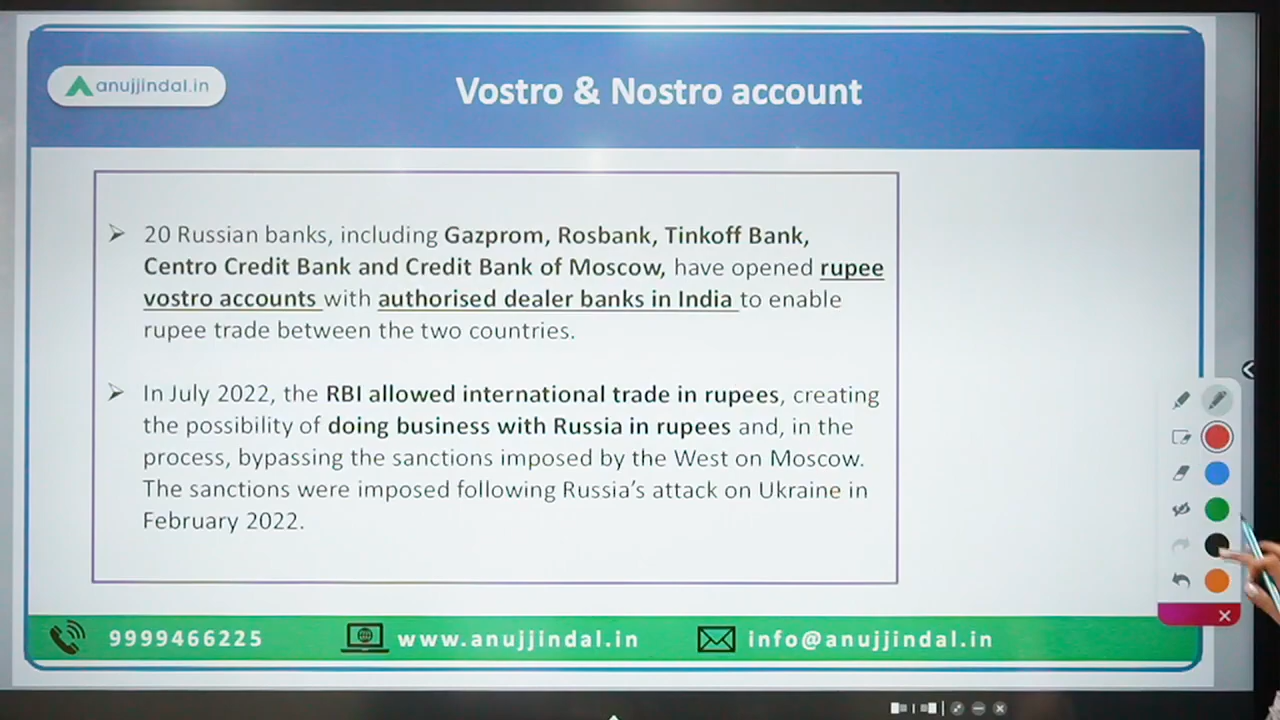 anujjindal.in
Vostro & Nostro account
20 Russian banks, including Gazprom, Rosbank, Tinkoff Bank,
Centro Credit Bank and Credit Bank of Moscow, have opened rupee
vostro accounts with authorised dealer banks in India to enable
rupee trade between the two countries.
In July 2022, the RBI allowed international trade in rupees, creating
the possibility of doing business with Russia in rupees and, in the
process, bypassing the sanctions imposed by the West on Moscow.
The sanctions were imposed following Russia’s attack on Ukraine in
February 2022.
9999466225 www.anujjindal.in info@anujjindal.in